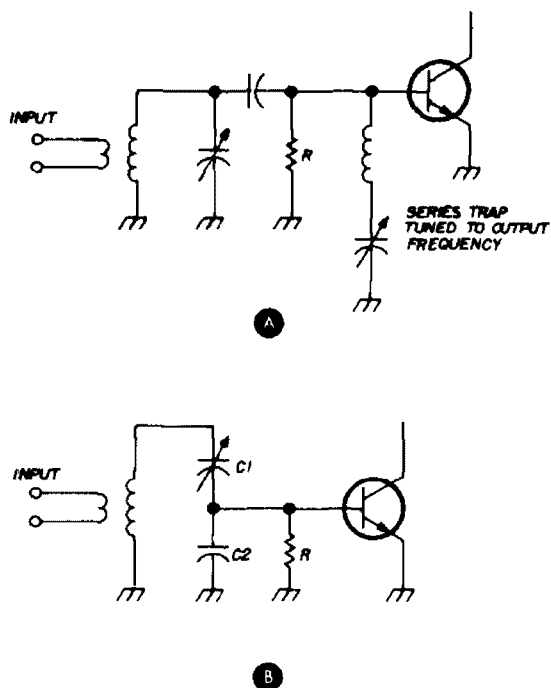 INPUT
R
SERIES TRAP
TUNED TO OUTPUT
FREQUENCY
A
INPUT
C1
C2
R
B